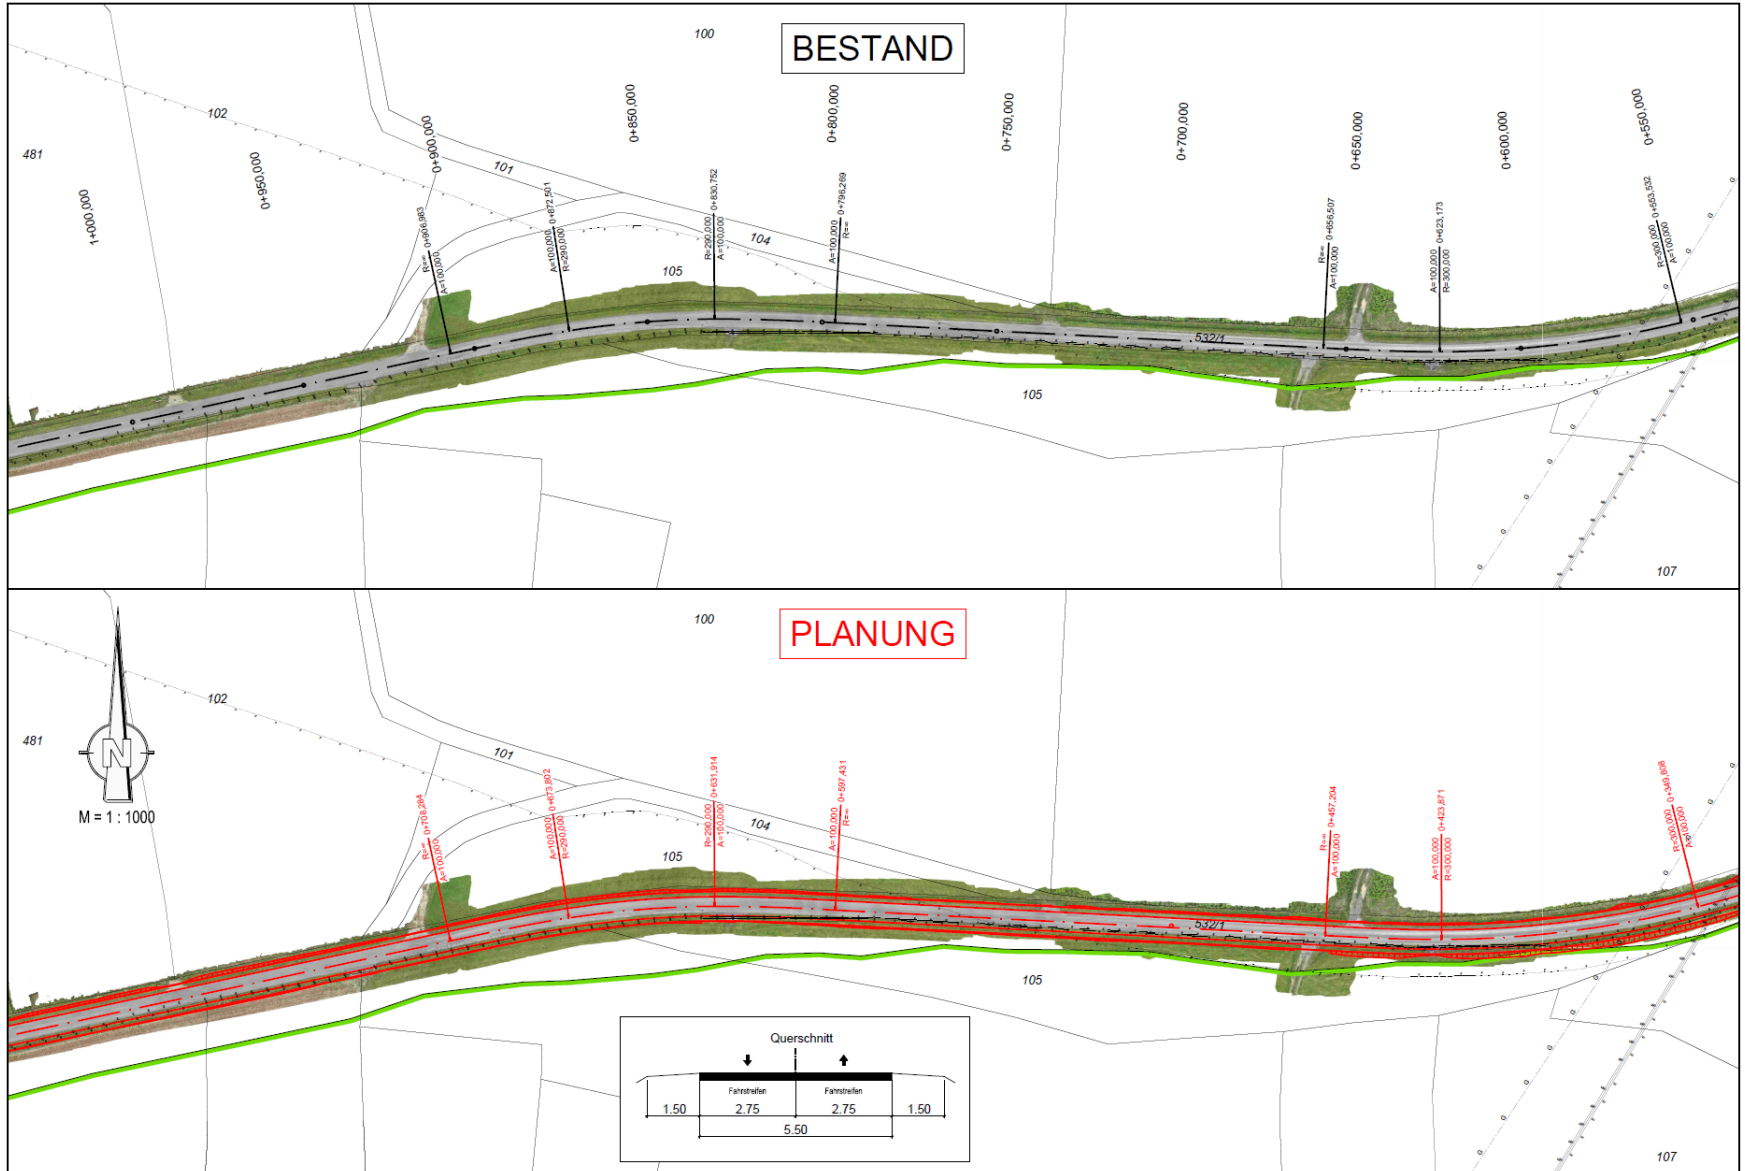 BESTAND
100
102
481
101
104
105
105
107
532/1
1+000,000
0+950,000
0+900,000
0+850,000
0+800,000
0+750,000
0+700,000
0+650,000
0+600,000
0+550,000
R=∞ 0+906,983
A=100,000
A=100,000 0+872,501
R=290,000
R=290,000 0+830,752
A=100,000
A=100,000 0+796,269
R=∞
R=∞ 0+656,507
A=100,000
A=100,000 0+623,173
R=300,000
R=300,000 0+553,532
A=100,000
PLANUNG
100
102
481
101
104
105
105
107
532/1
N
M = 1 : 1000
R=∞ 0+708,284
A=100,000
A=100,000 0+673,802
R=290,000
R=290,000 0+631,914
A=100,000
A=100,000 0+597,431
R=∞
R=∞ 0+457,204
A=100,000
A=100,000 0+423,871
R=300,000
R=300,000 0+349,808
A=100,000
Querschnitt
Fahrstreifen Fahrstreifen
1.50 2.75 2.75 1.50
5.50